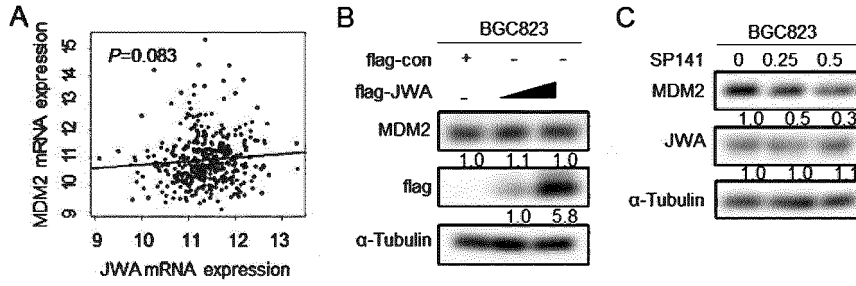 A
P=0.083
MDM2 mRNA expression
15
14
13
12
11
10
9
9 10 11 12 13
JWA mRNA expression
B
BGC823
flag-con + - -
flag-JWA -
MDM2
1.0 1.1 1.0
flag
1.0 5.8
α-Tubulin
C
BGC823
SP141 0 0.25 0.5
MDM2
1.0 0.5 0.3
JWA
1.0 1.0 1.1
α-Tubulin